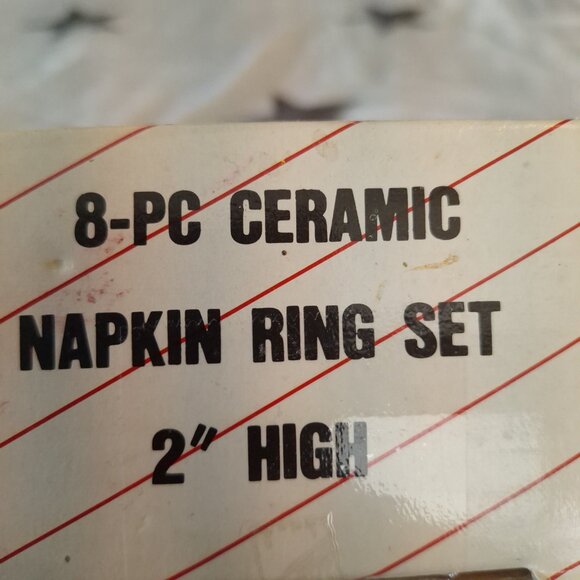 8-PC CERAMIC
NAPKIN RING SET
2" HIGH